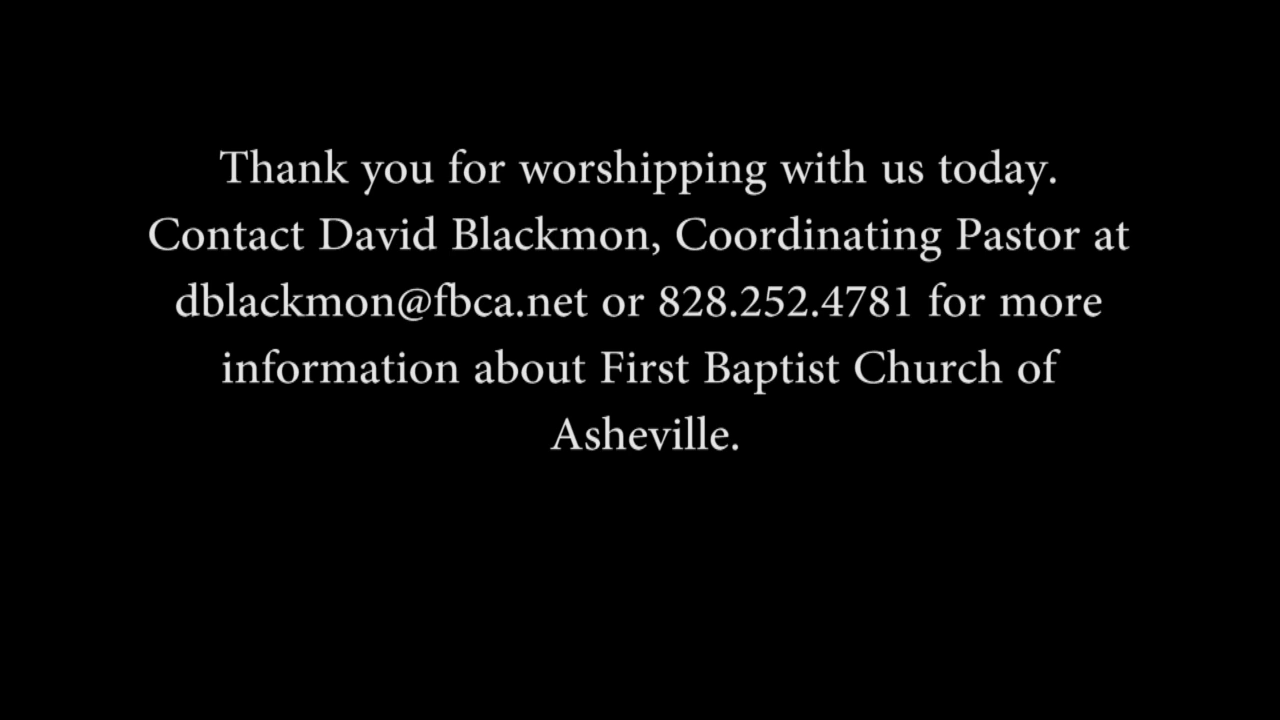 Thank you for worshipping with us today.
Contact David Blackmon, Coordinating Pastor at
dblackmon@fbca.net or 828.252.4781 for more
information about First Baptist Church of
Asheville.